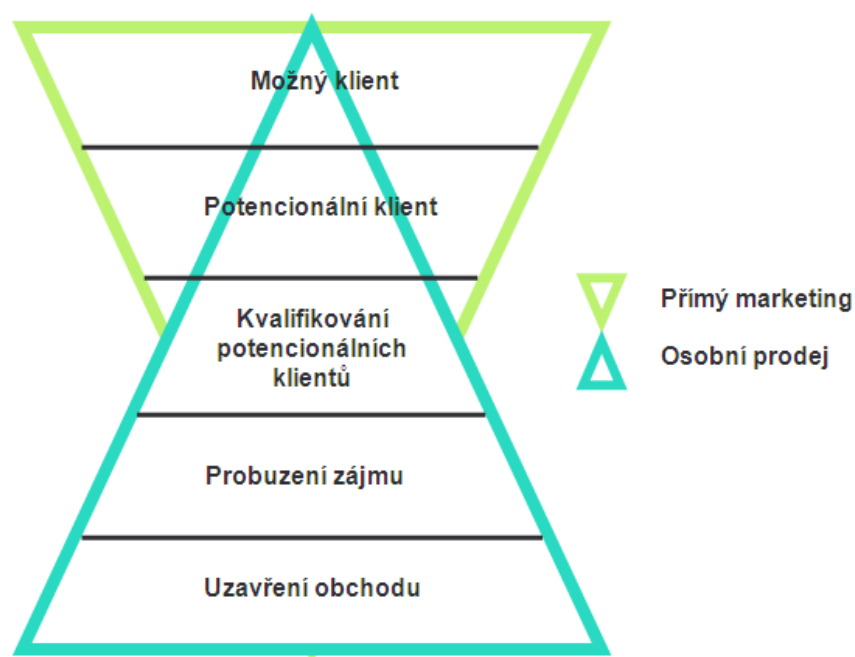 Možný klient
Potencionální klient
Kvalifikování
potencionálních
klientů
Probuzení zájmu
Uzavření obchodu
Přímý marketing
Osobní prodej